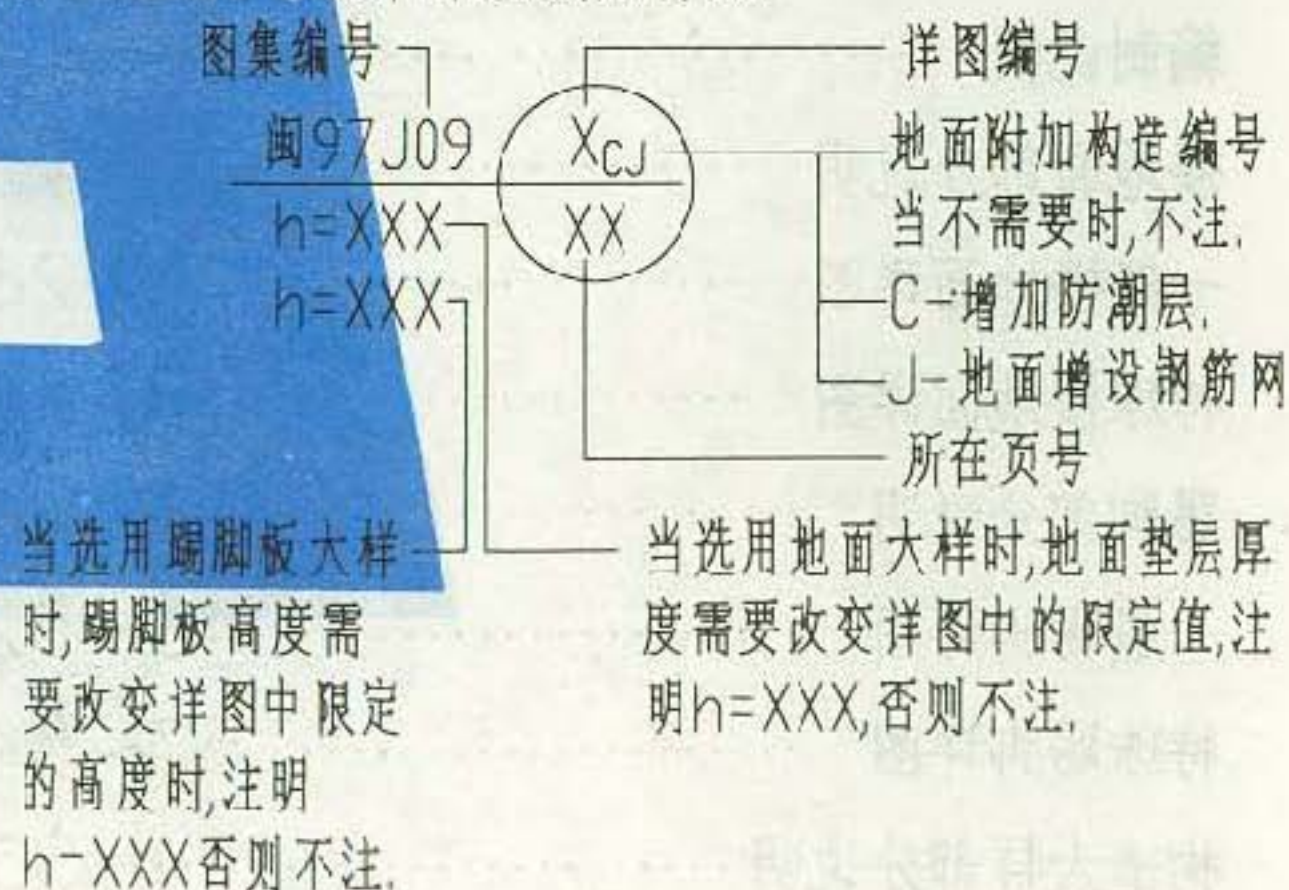 图集编号
详图编号
闽97J09
XCJ
XX
地面附加构造编号
当不需要时,不注.
h=XXX
h=XXX
C-增加防潮层.
J-地面增设钢筋网
所在页号
当选用踢脚板大样
时,踢脚板高度需
要改变详图中限定
的高度时,注明
h-XXX否则不注.
当选用地面大样时,地面垫层厚
度需要改变详图中的限定值,注
明h=XXX,否则不注.